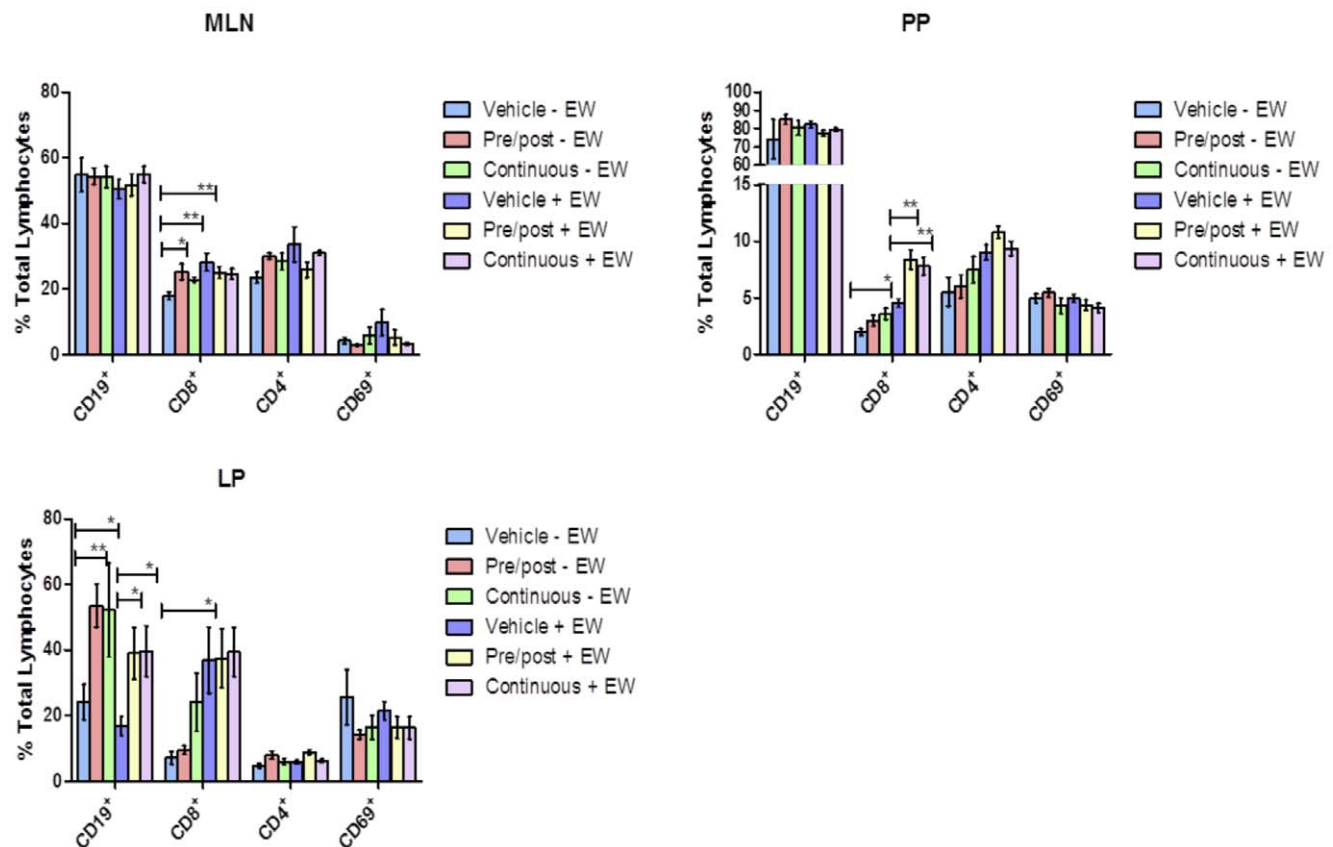 MLN
% Total Lymphocytes
80
60
40
20
0
**
**
*
CD19+
CD8+
CD4+
CD69+
Vehicle - EW
Pre/post - EW
Continuous - EW
Vehicle + EW
Pre/post + EW
Continuous + EW
PP
% Total Lymphocytes
100
90
80
70
60
15
10
5
0
**
**
*
CD19+
CD8+
CD4+
CD69+
Vehicle - EW
Pre/post - EW
Continuous - EW
Vehicle + EW
Pre/post + EW
Continuous + EW
LP
% Total Lymphocytes
80
60
40
20
0
*
**
*
*
*
CD19+
CD8+
CD4+
CD69+
Vehicle - EW
Pre/post - EW
Continuous - EW
Vehicle + EW
Pre/post + EW
Continuous + EW